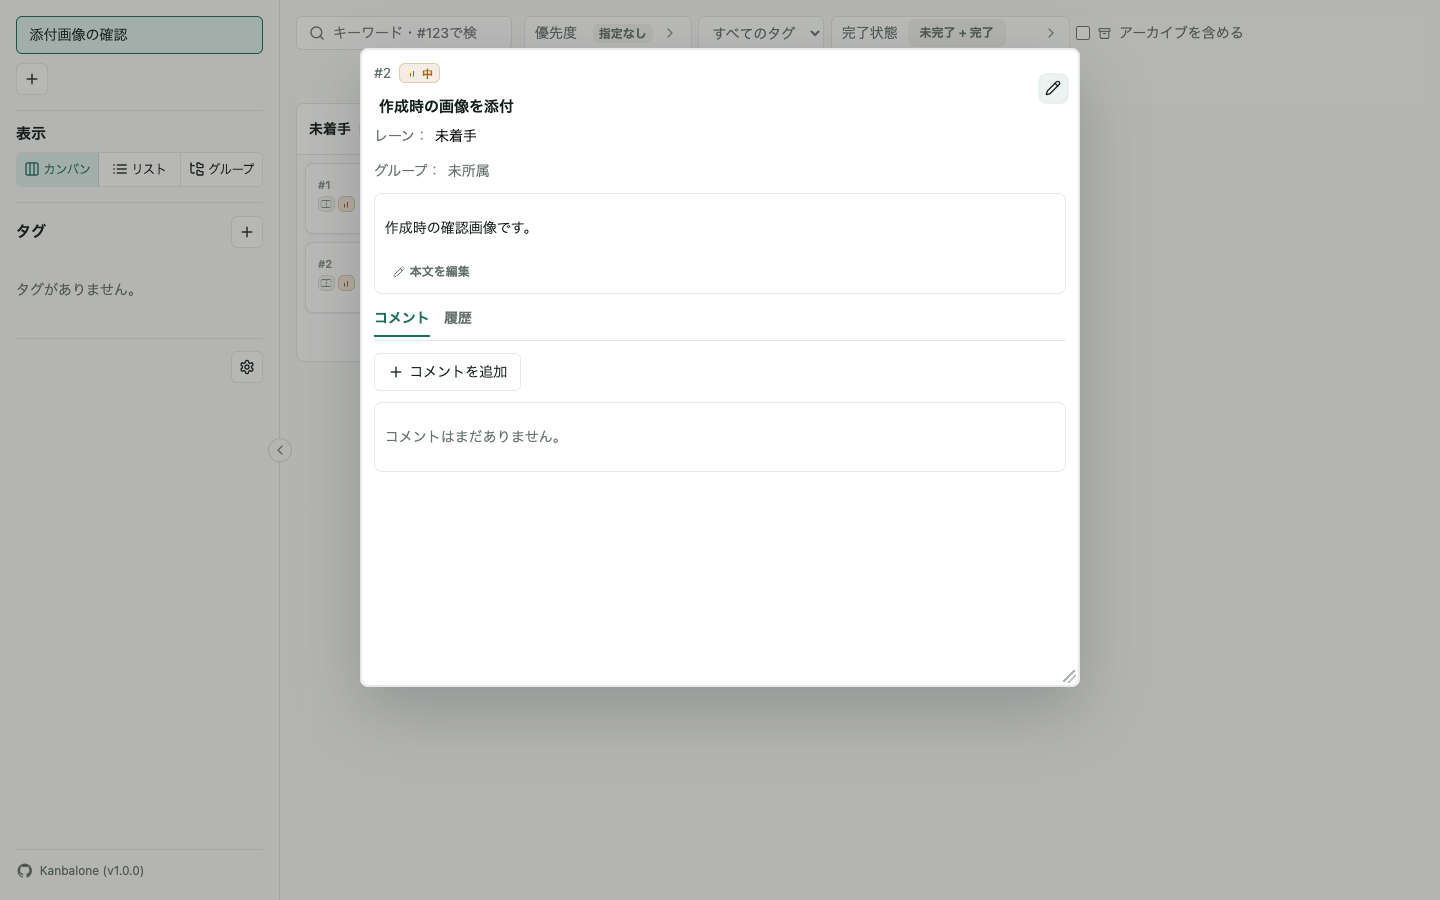 添付画像の確認
表示
カンバン リスト グループ
タグ
タグがありません。
Kanbalone (v1.0.0)
キーワード・#123で検
優先度 指定なし
すべてのタグ
完了状態 未完了 + 完了
アーカイブを含める
未着手
#1
#2
#2 中
作成時の画像を添付
レーン： 未着手
グループ： 未所属
作成時の確認画像です。
本文を編集
コメント 履歴
コメントを追加
コメントはまだありません。